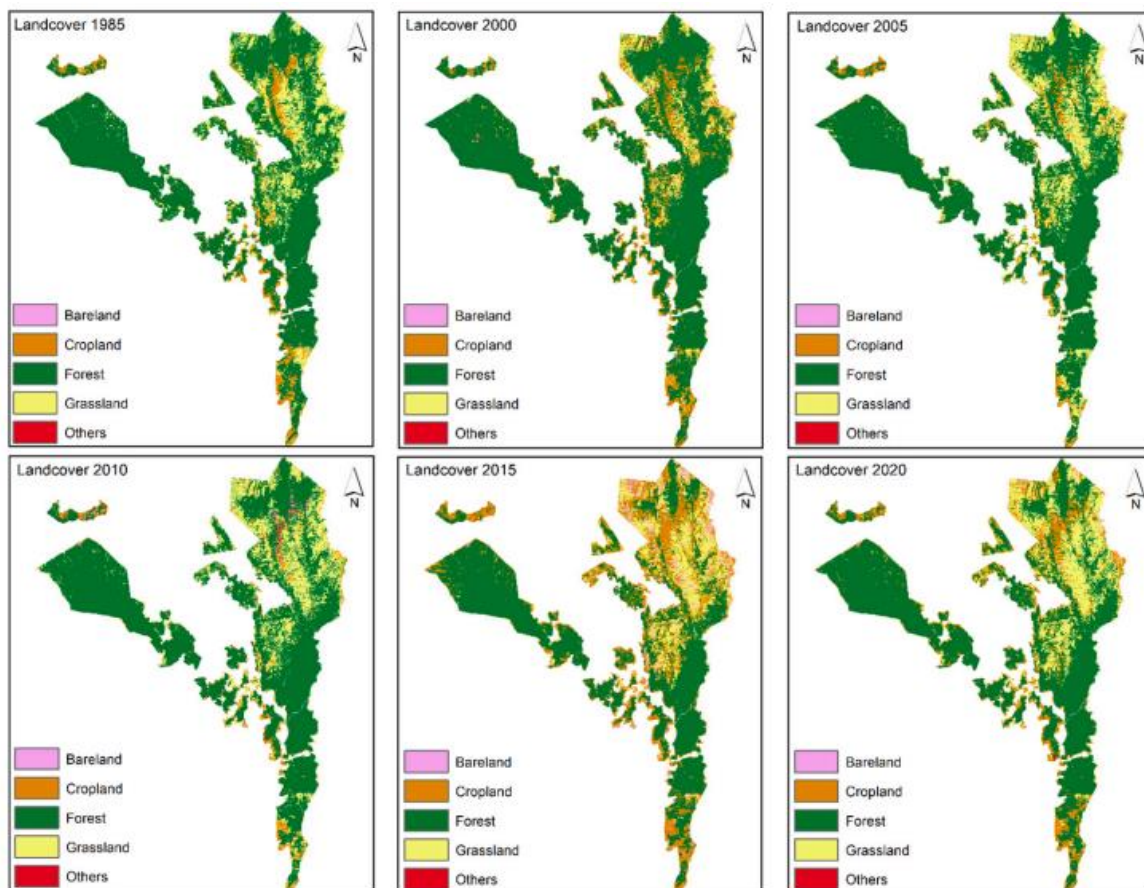 Landcover 1985
N
Bareland
Cropland
Forest
Grassland
Others
Landcover 2000
N
Bareland
Cropland
Forest
Grassland
Others
Landcover 2005
N
Bareland
Cropland
Forest
Grassland
Others
Landcover 2010
N
Bareland
Cropland
Forest
Grassland
Others
Landcover 2015
N
Bareland
Cropland
Forest
Grassland
Others
Landcover 2020
N
Bareland
Cropland
Forest
Grassland
Others